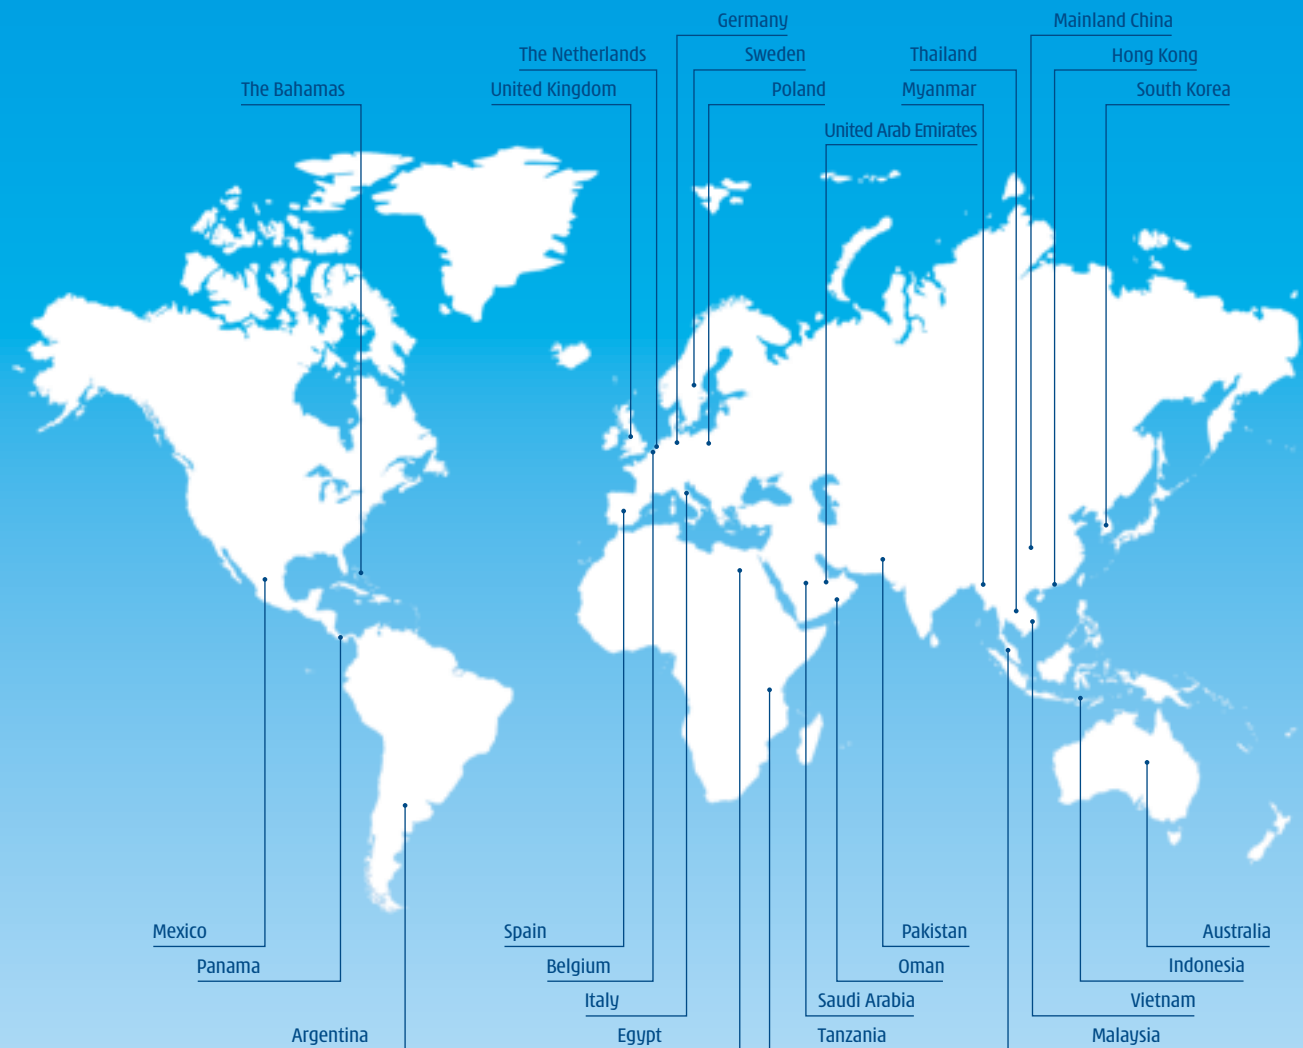 Germany
Mainland China
The Netherlands
Sweden
Thailand
Hong Kong
The Bahamas
United Kingdom
Poland
Myanmar
South Korea
United Arab Emirates
Mexico
Spain
Pakistan
Australia
Panama
Belgium
Oman
Indonesia
Italy
Saudi Arabia
Vietnam
Argentina
Egypt
Tanzania
Malaysia